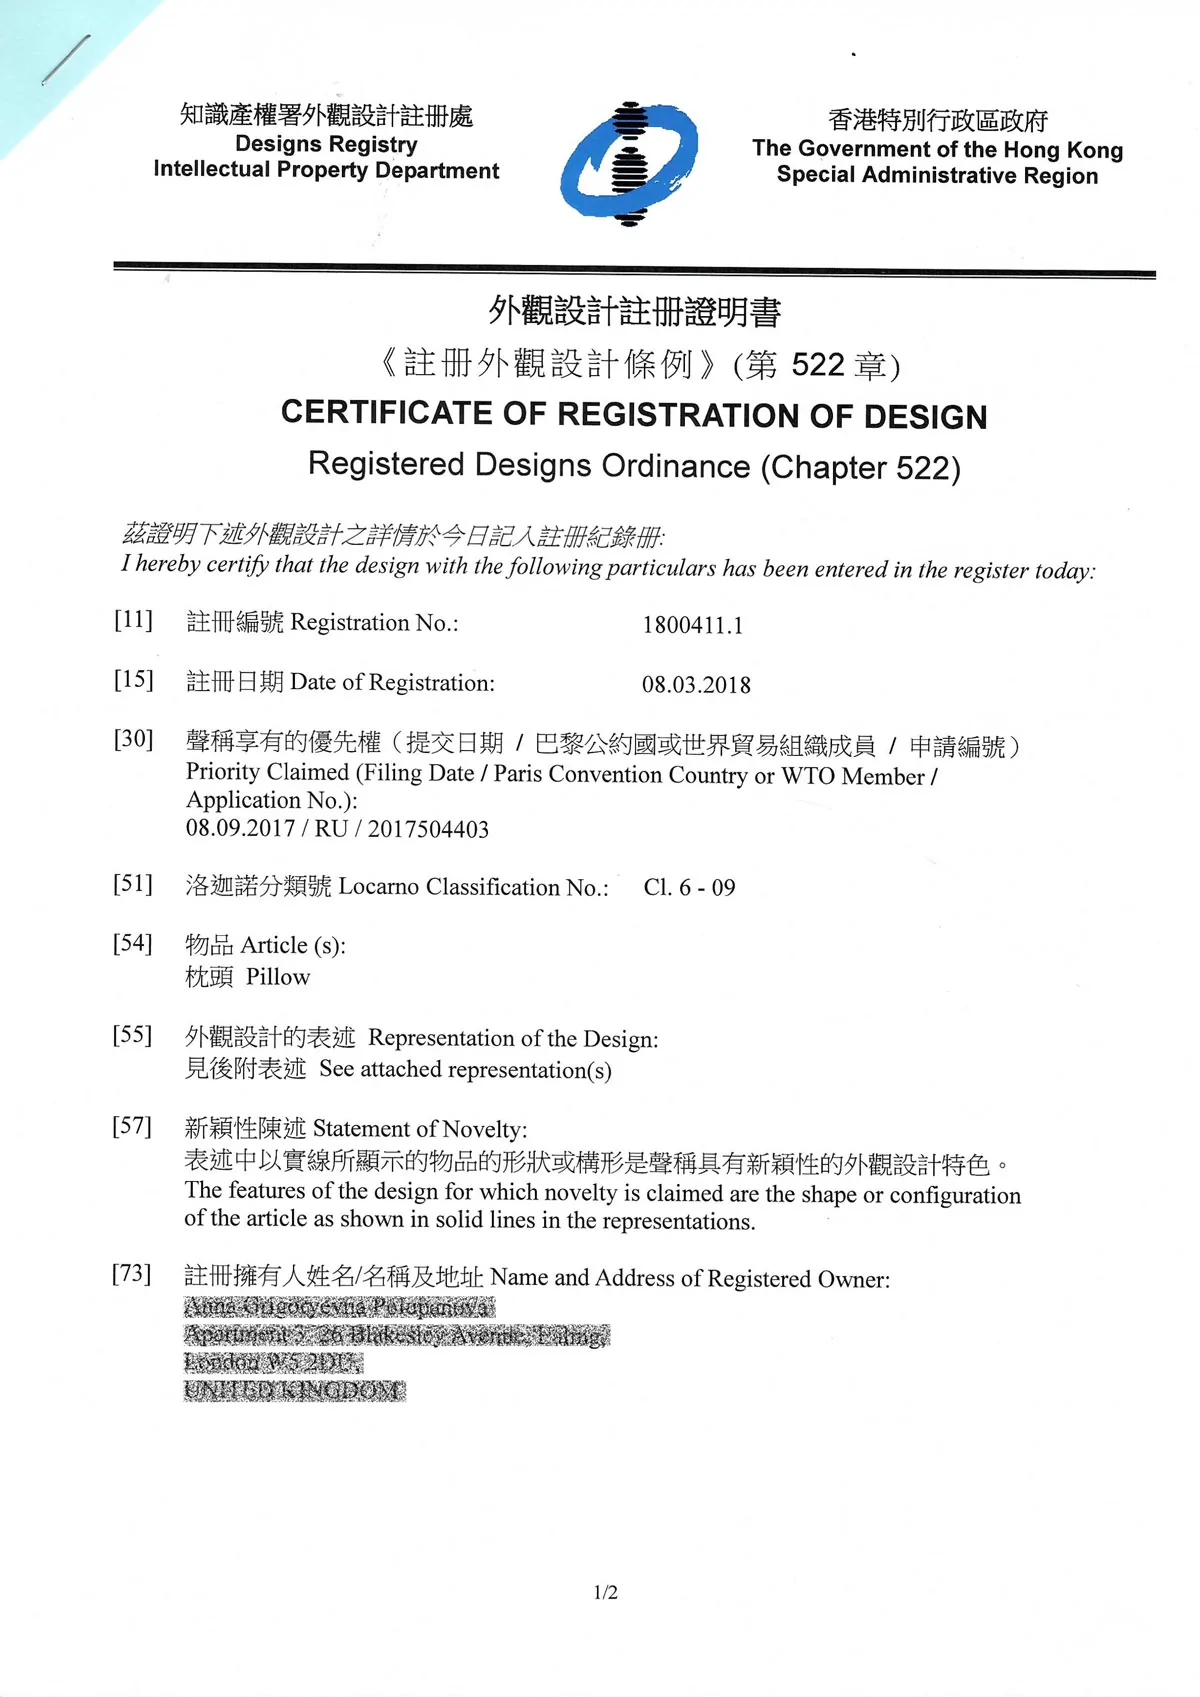 知識產權署外觀設計註冊處
Designs Registry
Intellectual Property Department
香港特別行政區政府
The Government of the Hong Kong
Special Administrative Region
外觀設計註冊證明書
《註冊外觀設計條例》(第 522 章)
CERTIFICATE OF REGISTRATION OF DESIGN
Registered Designs Ordinance (Chapter 522)
茲證明下述外觀設計之詳情於今日記入註冊紀錄冊:
I hereby certify that the design with the following particulars has been entered in the register today:
[11] 註冊編號 Registration No.: 1800411.1
[15] 註冊日期 Date of Registration: 08.03.2018
[30] 聲稱享有的優先權（提交日期 / 巴黎公約國或世界貿易組織成員 / 申請編號）
Priority Claimed (Filing Date / Paris Convention Country or WTO Member /
Application No.):
08.09.2017 / RU / 2017504403
[51] 洛迦諾分類號 Locarno Classification No.: Cl. 6 - 09
[54] 物品 Article (s):
枕頭 Pillow
[55] 外觀設計的表述 Representation of the Design:
見後附表述 See attached representation(s)
[57] 新穎性陳述 Statement of Novelty:
表述中以實線所顯示的物品的形狀或構形是聲稱具有新穎性的外觀設計特色。
The features of the design for which novelty is claimed are the shape or configuration
of the article as shown in solid lines in the representations.
[73] 註冊擁有人姓名/名稱及地址 Name and Address of Registered Owner:
1/2